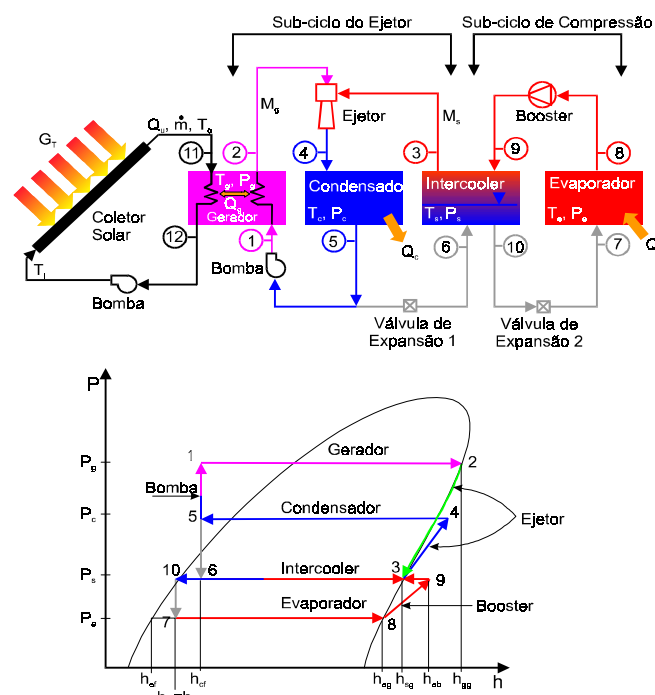 Sub-ciclo do Ejetor
Sub-ciclo de Compressão
G_T
Q_u, ṁ, T_o
M_g
Ejetor
M_s
Booster
11
2
4
3
9
8
T_g, P_g
Q_g
Gerador
Condensado
T_c, P_c
Intercooler
T_s, P_s
Evaporador
T_e, P_e
Coletor
Solar
12
1
5
6
10
7
Q_c
Q
T_i
Bomba
Bomba
Válvula de
Expansão 1
Válvula de
Expansão 2
P
P_g
1
Gerador
2
Bomba
P_c
5
Condensador
4
Ejetor
P_s
10
6
Intercooler
3
9
P_e
7
Evaporador
8
Booster
h_ef
h_cf
h_eg
h_sg
h_eb
h_gg
h